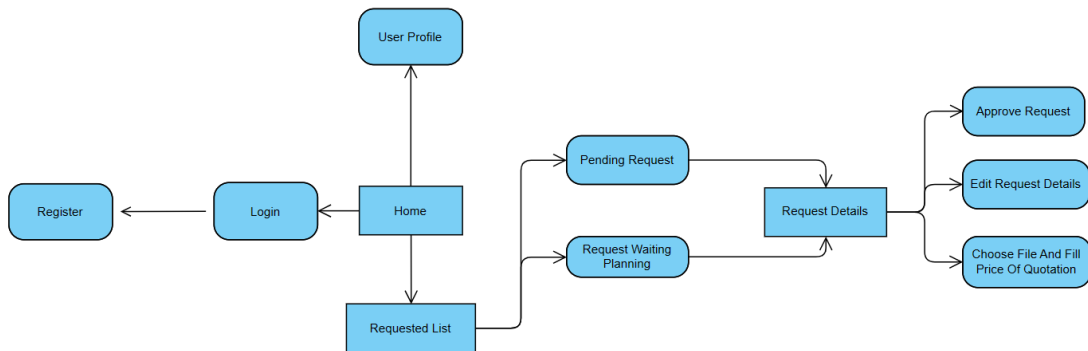 User Profile
Register
Login
Home
Requested List
Pending Request
Request Waiting
Planning
Request Details
Approve Request
Edit Request Details
Choose File And Fill
Price Of Quotation